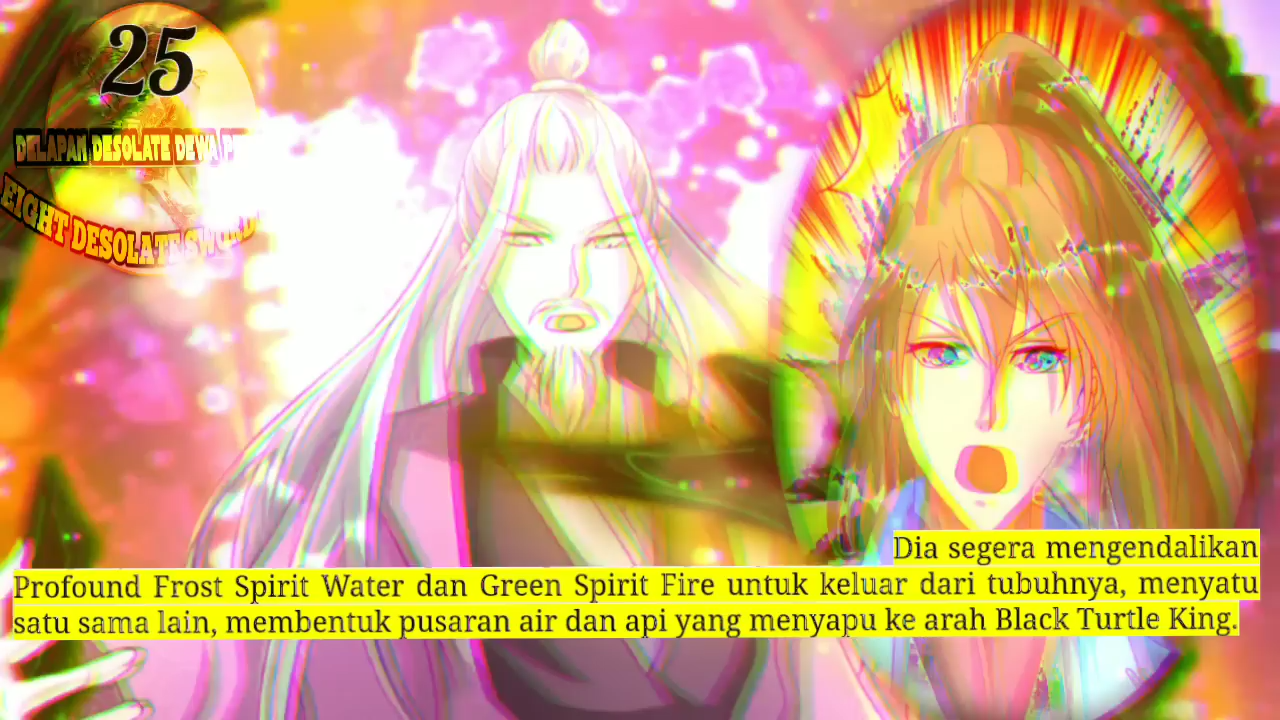 25
DELAPAN DESOLATE DEWA
EIGHT DESOLATE SWORD
Dia segera mengendalikan
Profound Frost Spirit Water dan Green Spirit Fire untuk keluar dari tubuhnya, menyatu
satu sama lain, membentuk pusaran air dan api yang menyapu ke arah Black Turtle King.